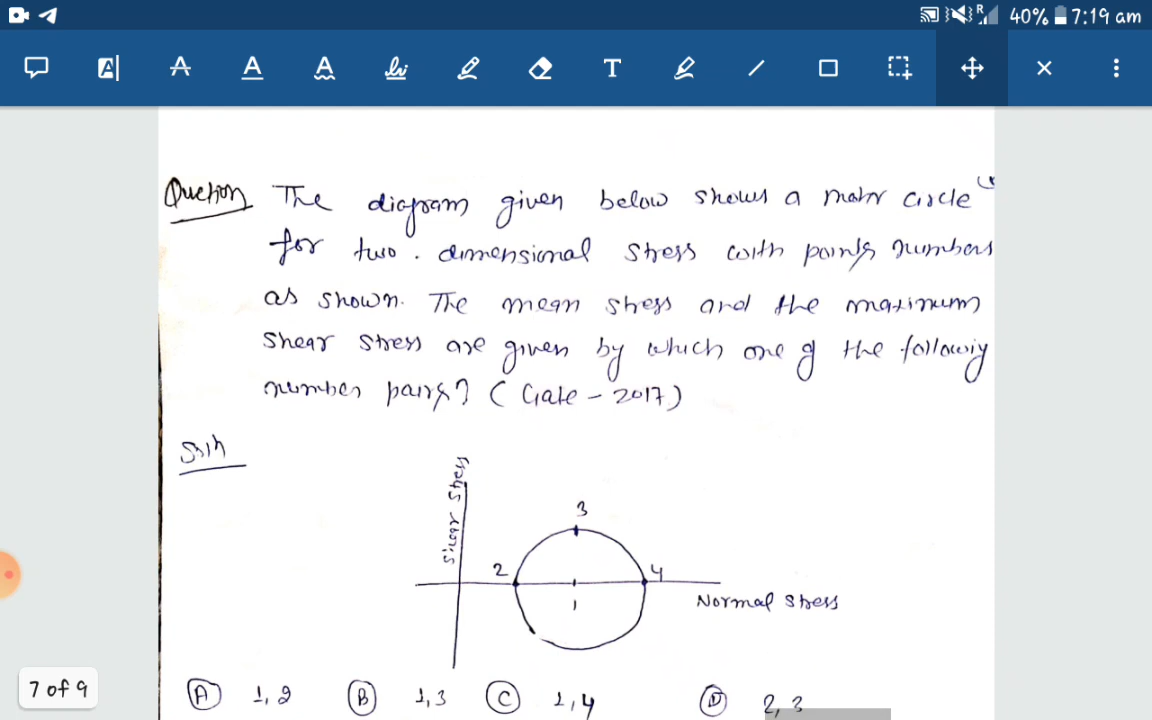 R 40% 7:19 am
A A A A T
Question The diagram given below shows a mohr circle
for two. dimensional stress with points numbers
as shown. The mean stress and the maximum
shear stress are given by which one of the following
number pairs? (Gate - 2017)
Soln
Shear Stress
3
2
4
1
Normal Stress
7 of 9
A 1, 2 B 1, 3 C 1, 4 D 2, 3